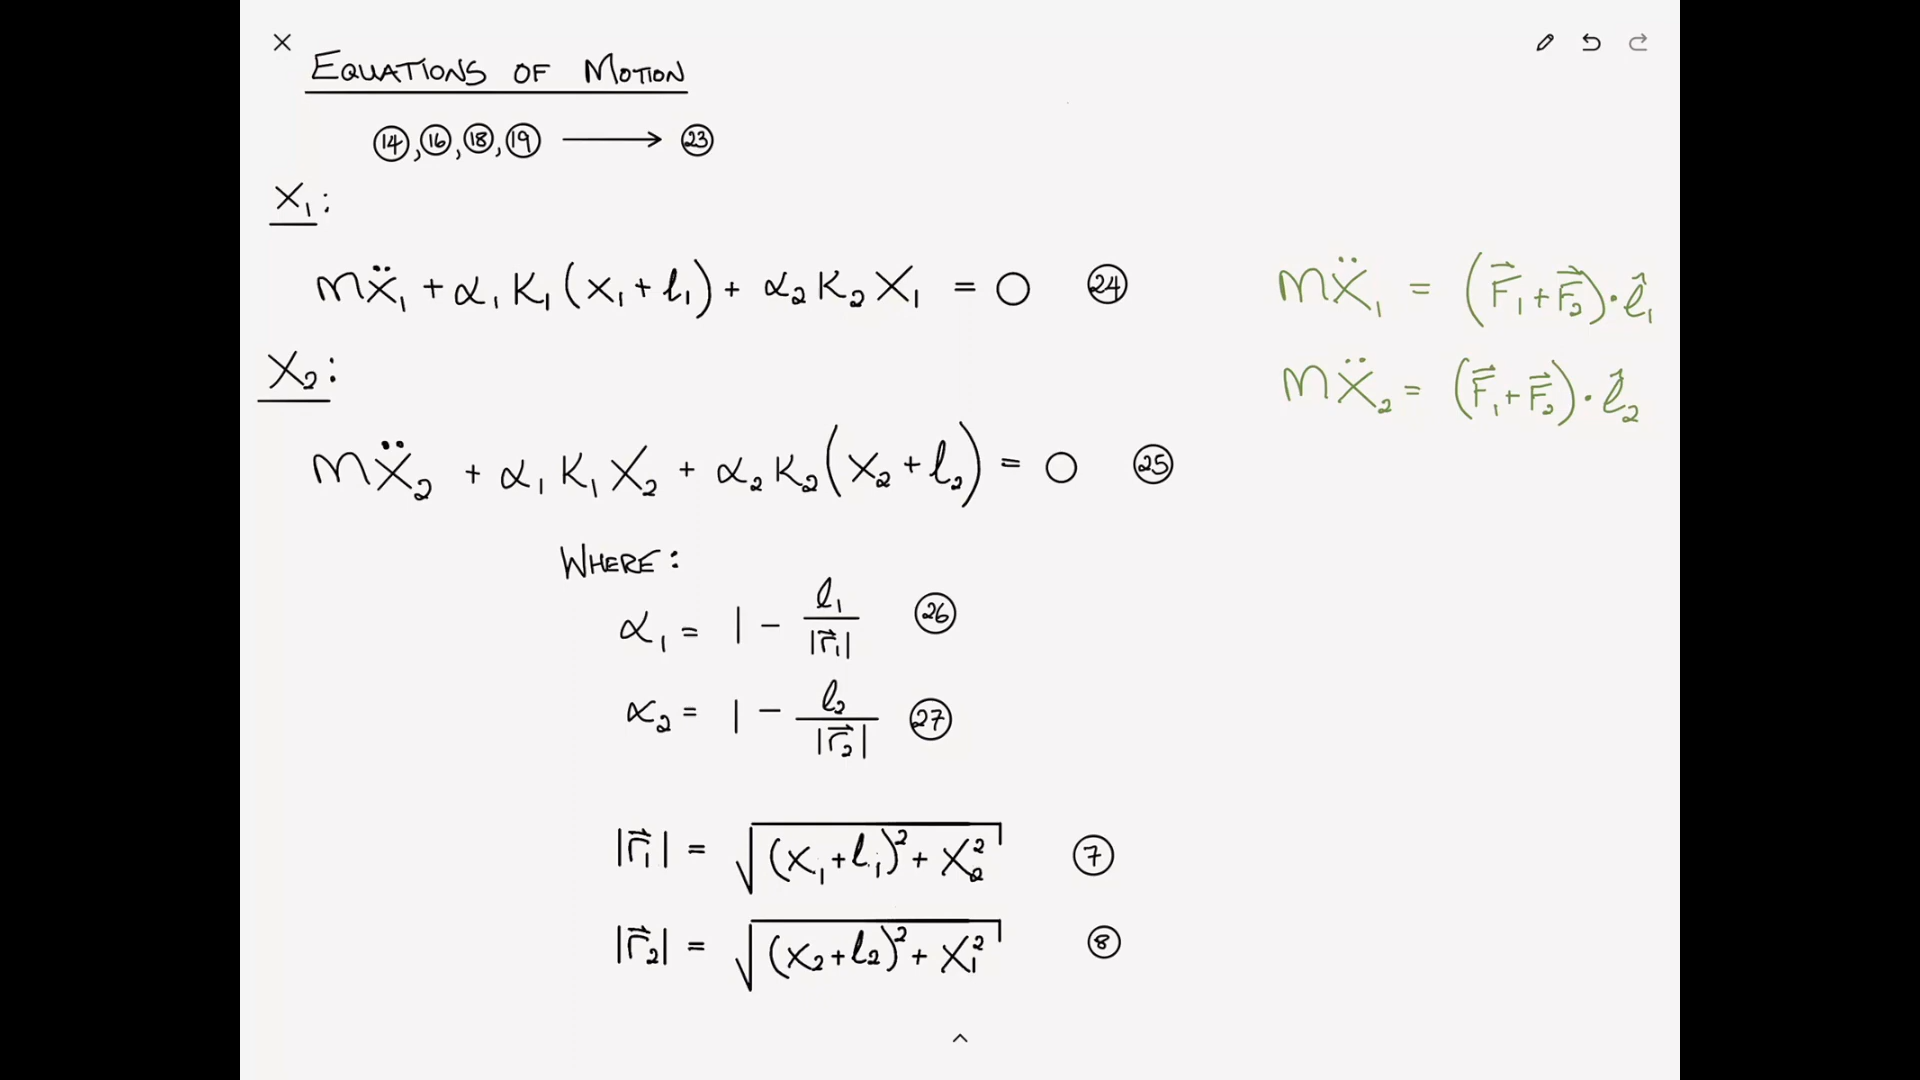 EQUATIONS OF MOTION
⑭,⑯,⑱,⑲ ⟶ ㉓
X₁:
mẍ₁ + α₁K₁(x₁+l₁) + α₂K₂X₁ = 0 ㉔
mẌ₁ = (F⃗₁+F⃗₂)·ê₁
X₂:
mẌ₂ = (F⃗₁+F⃗₂)·ê₂
mẌ₂ + α₁K₁X₂ + α₂K₂(X₂+l₂) = 0 ㉕
WHERE:
α₁ = 1 - l₁/|r⃗₁| ㉖
α₂ = 1 - l₂/|r⃗₂| ㉗
|r⃗₁| = √((x₁+l₁)² + X₂²) ⑦
|r⃗₂| = √((x₂+l₂)² + X₁²) ⑧